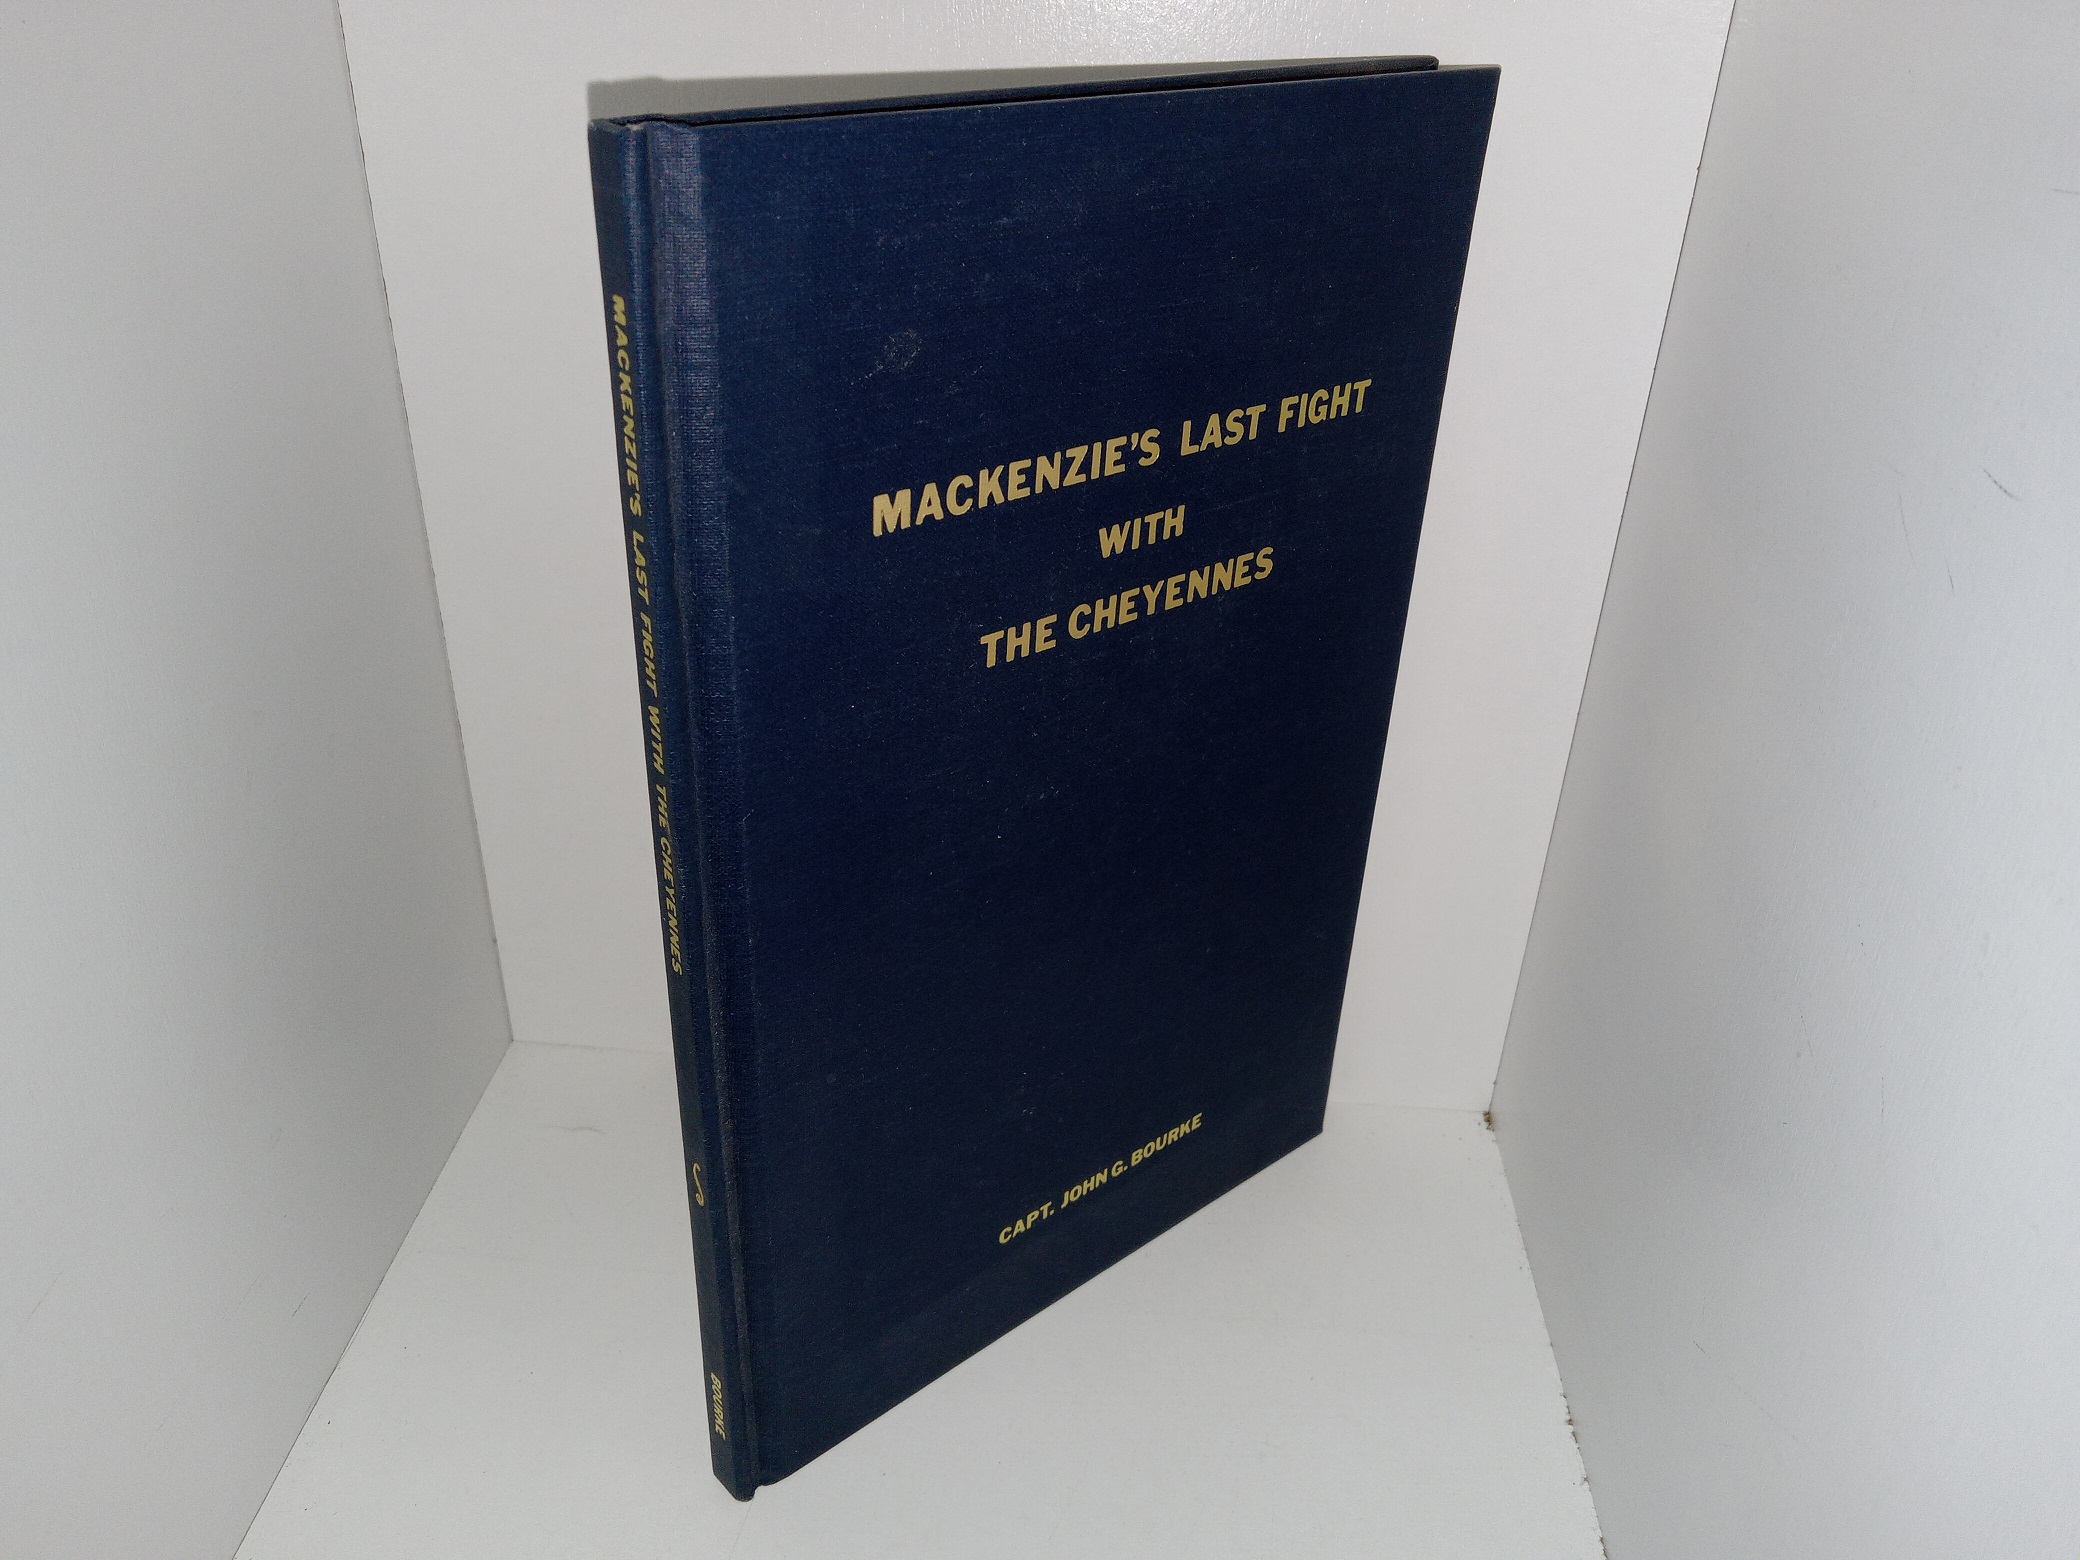 MACKENZIE'S LAST FIGHT
WITH
THE CHEYENNES
CAPT. JOHN G. BOURKE
MACKENZIE'S LAST FIGHT WITH THE CHEYENNES
BOURKE